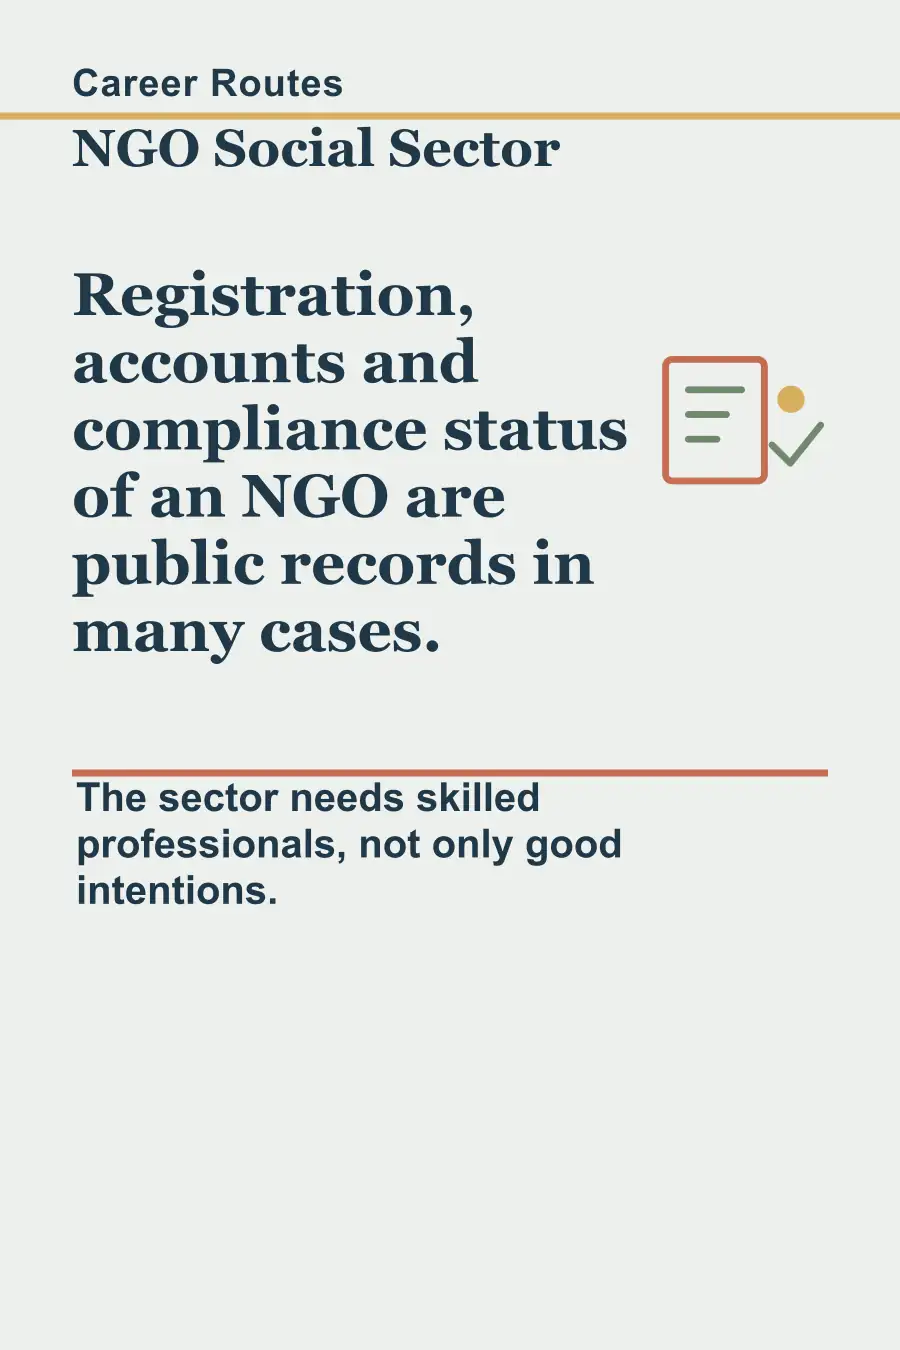 Career Routes
NGO Social Sector
Registration,
accounts and
compliance status
of an NGO are
public records in
many cases.
The sector needs skilled
professionals, not only good
intentions.